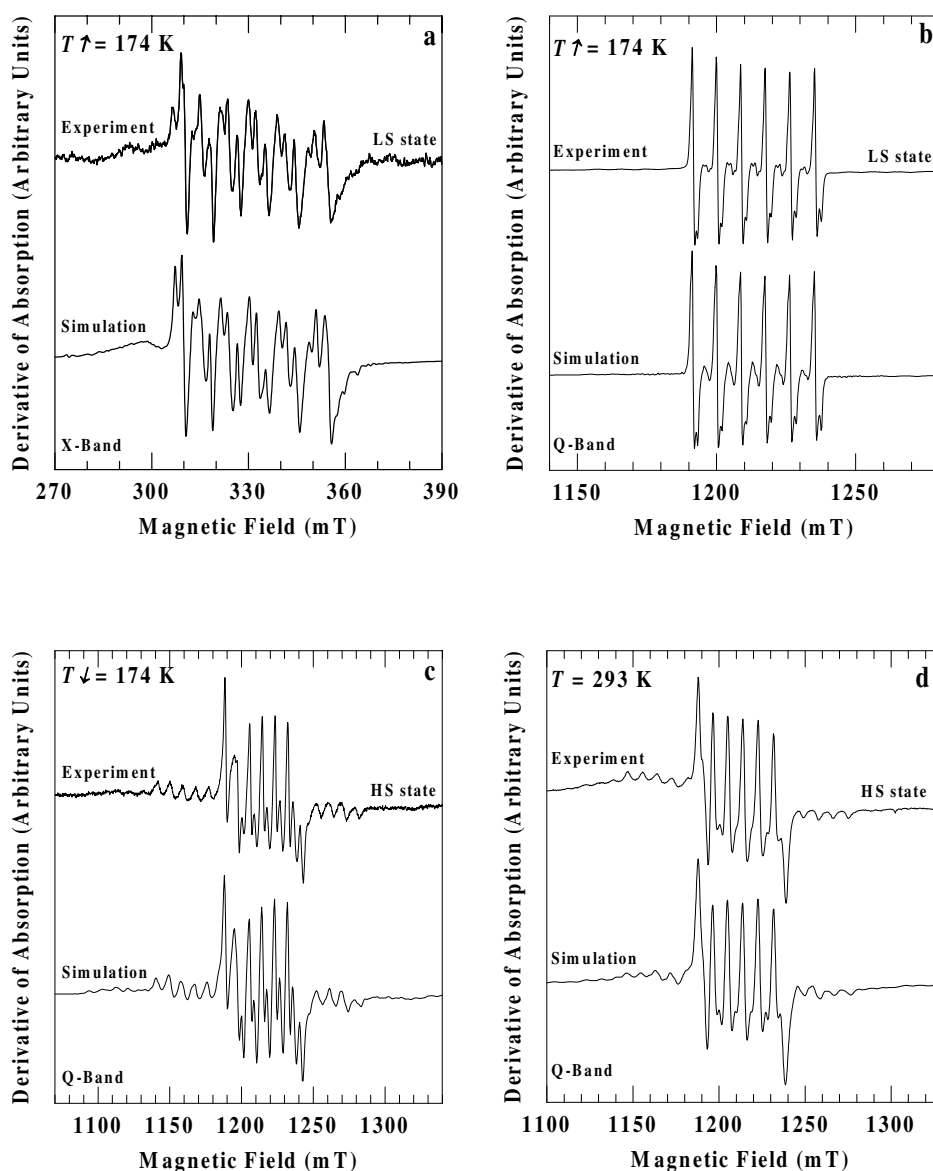 Derivative of Absorption (Arbitrary Units)
T ↑ = 174 K
a
Experiment
LS state
Simulation
X-Band
270 300 330 360 390
Magnetic Field (mT)
Derivative of Absorption (Arbitrary Units)
T ↑ = 174 K
b
Experiment
LS state
Simulation
Q-Band
1150 1200 1250
Magnetic Field (mT)
Derivative of Absorption (Arbitrary Units)
T ↓ = 174 K
c
Experiment
HS state
Simulation
Q-Band
1100 1150 1200 1250 1300
Magnetic Field (mT)
Derivative of Absorption (Arbitrary Units)
T = 293 K
d
Experiment
HS state
Simulation
Q-Band
1100 1150 1200 1250 1300
Magnetic Field (mT)